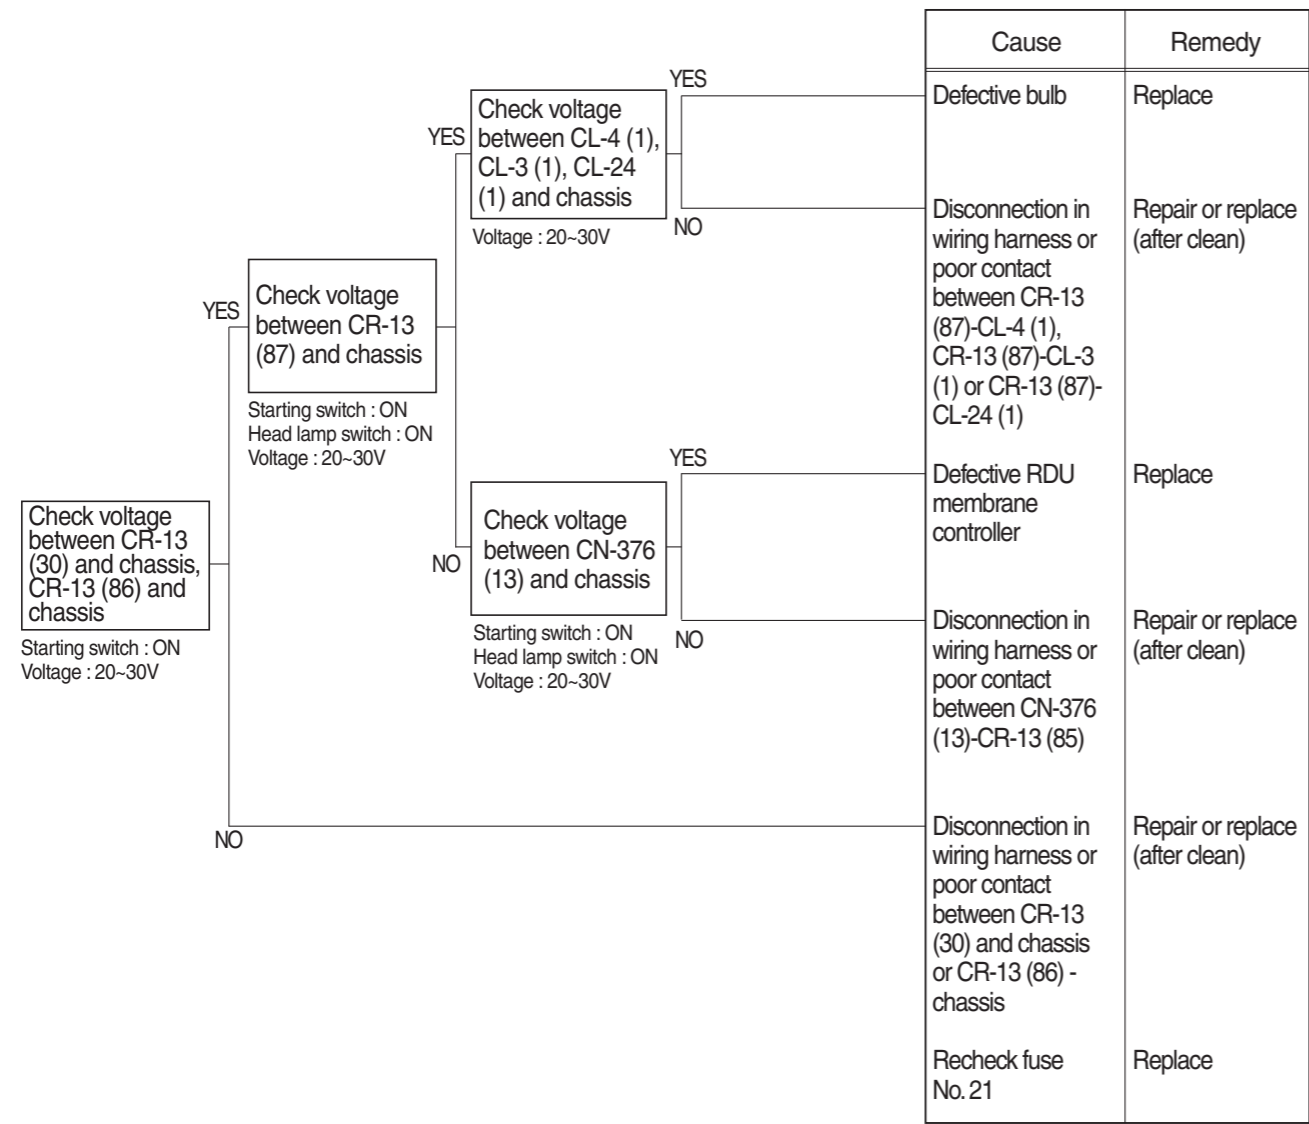 Cause
Remedy
YES
Defective bulb
Replace
Check voltage
between CL-4 (1),
CL-3 (1), CL-24
(1) and chassis
YES
Voltage : 20~30V
NO
Disconnection in
wiring harness or
poor contact
between CR-13
(87)-CL-4 (1),
CR-13 (87)-CL-3
(1) or CR-13 (87)-
CL-24 (1)
Repair or replace
(after clean)
YES
Check voltage
between CR-13
(87) and chassis
Starting switch : ON
Head lamp switch : ON
Voltage : 20~30V
YES
Defective RDU
membrane
controller
Replace
Check voltage
between CN-376
(13) and chassis
NO
Starting switch : ON
Head lamp switch : ON
Voltage : 20~30V
NO
Disconnection in
wiring harness or
poor contact
between CN-376
(13)-CR-13 (85)
Repair or replace
(after clean)
Check voltage
between CR-13
(30) and chassis,
CR-13 (86) and
chassis
Starting switch : ON
Voltage : 20~30V
NO
Disconnection in
wiring harness or
poor contact
between CR-13
(30) and chassis
or CR-13 (86) -
chassis
Repair or replace
(after clean)
Recheck fuse
No. 21
Replace